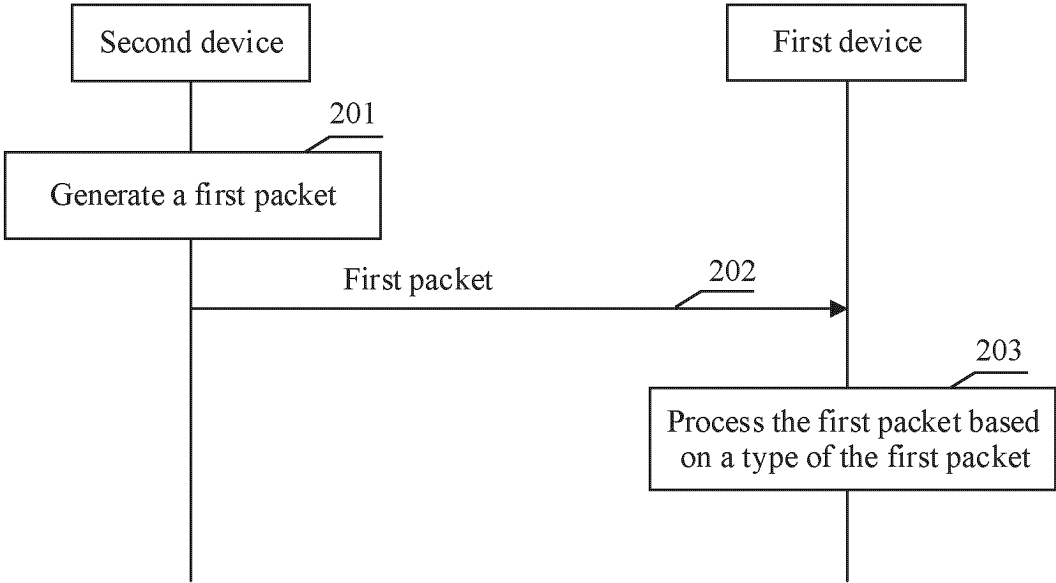 Second device
First device
201
Generate a first packet
First packet
202
203
Process the first packet based
on a type of the first packet